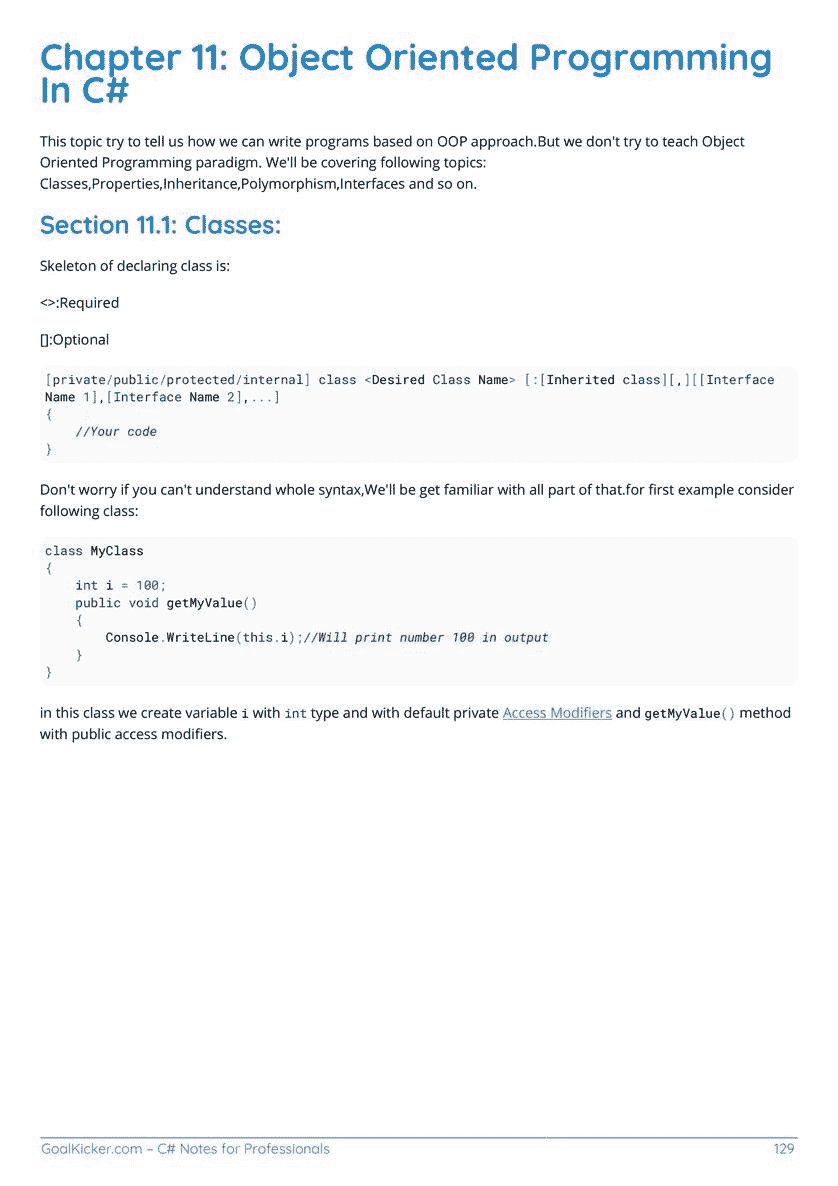 Chapter 11: Object Oriented Programming
In C#
This topic try to tell us how we can write programs based on OOP approach.But we don't try to teach Object
Oriented Programming paradigm. We'll be covering following topics:
Classes,Properties,Inheritance,Polymorphism,Interfaces and so on.
Section 11.1: Classes:
Skeleton of declaring class is:
<>:Required
[]:Optional
[private/public/protected/internal] class <Desired Class Name> [:[Inherited class][,][[Interface
Name 1],[Interface Name 2],...]
{
    //Your code
}
Don't worry if you can't understand whole syntax,We'll be get familiar with all part of that.for first example consider
following class:
class MyClass
{
    int i = 100;
    public void getMyValue()
    {
        Console.WriteLine(this.i);//Will print number 100 in output
    }
}
in this class we create variable i with int type and with default private Access Modifiers and getMyValue() method
with public access modifiers.
GoalKicker.com – C# Notes for Professionals 129